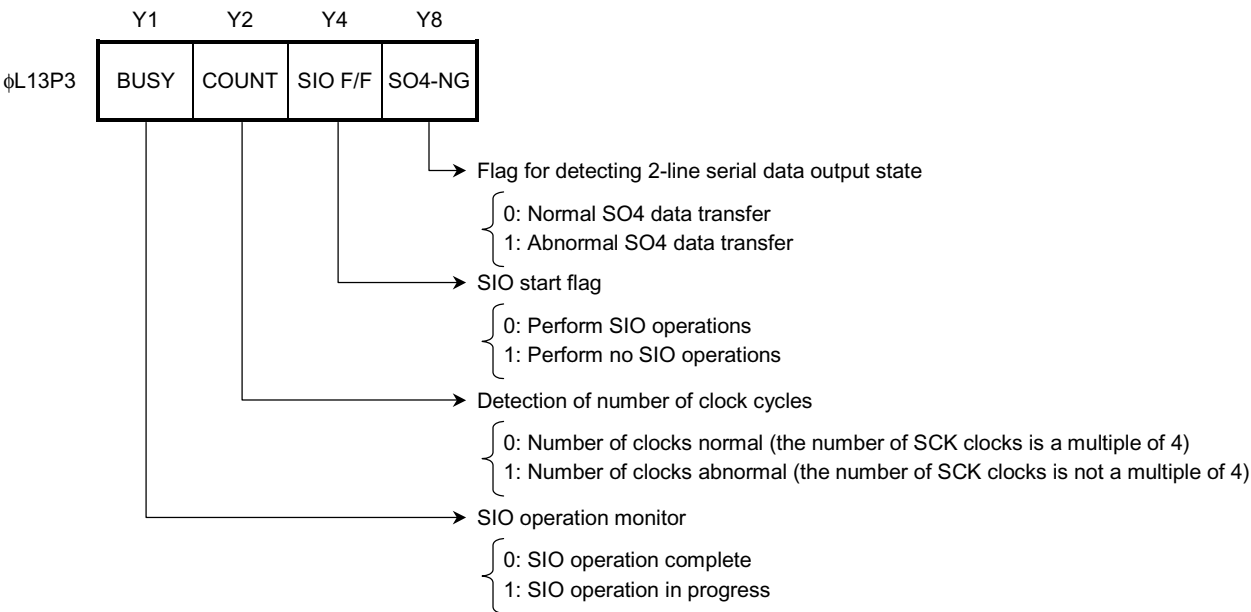 Y1 Y2 Y4 Y8
ϕL13P3 BUSY COUNT SIO F/F SO4-NG
Flag for detecting 2-line serial data output state
0: Normal SO4 data transfer
1: Abnormal SO4 data transfer
SIO start flag
0: Perform SIO operations
1: Perform no SIO operations
Detection of number of clock cycles
0: Number of clocks normal (the number of SCK clocks is a multiple of 4)
1: Number of clocks abnormal (the number of SCK clocks is not a multiple of 4)
SIO operation monitor
0: SIO operation complete
1: SIO operation in progress